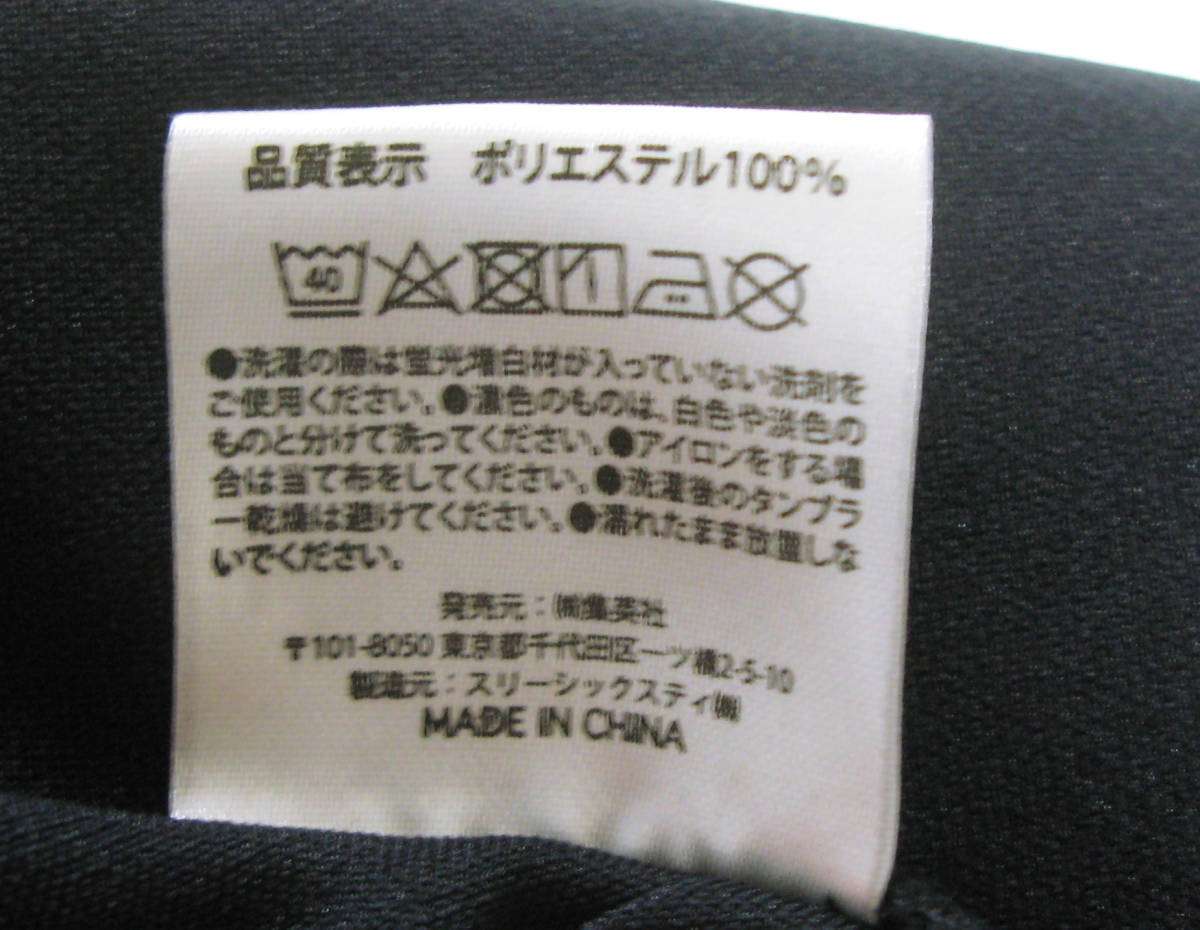 品質表示　ポリエステル100%
40
●洗濯の際は蛍光増白材が入っていない洗剤を
ご使用ください。●濃色のものは、白色や淡色の
ものと分けて洗ってください。●アイロンをする場
合は当て布をしてください。●洗濯後のタンブラ
ー乾燥は避けてください。●濡れたまま放置しな
いでください。
発売元：㈱集英社
〒101-8050 東京都千代田区一ツ橋2-5-10
製造元：スリーシックスティ㈱
MADE IN CHINA